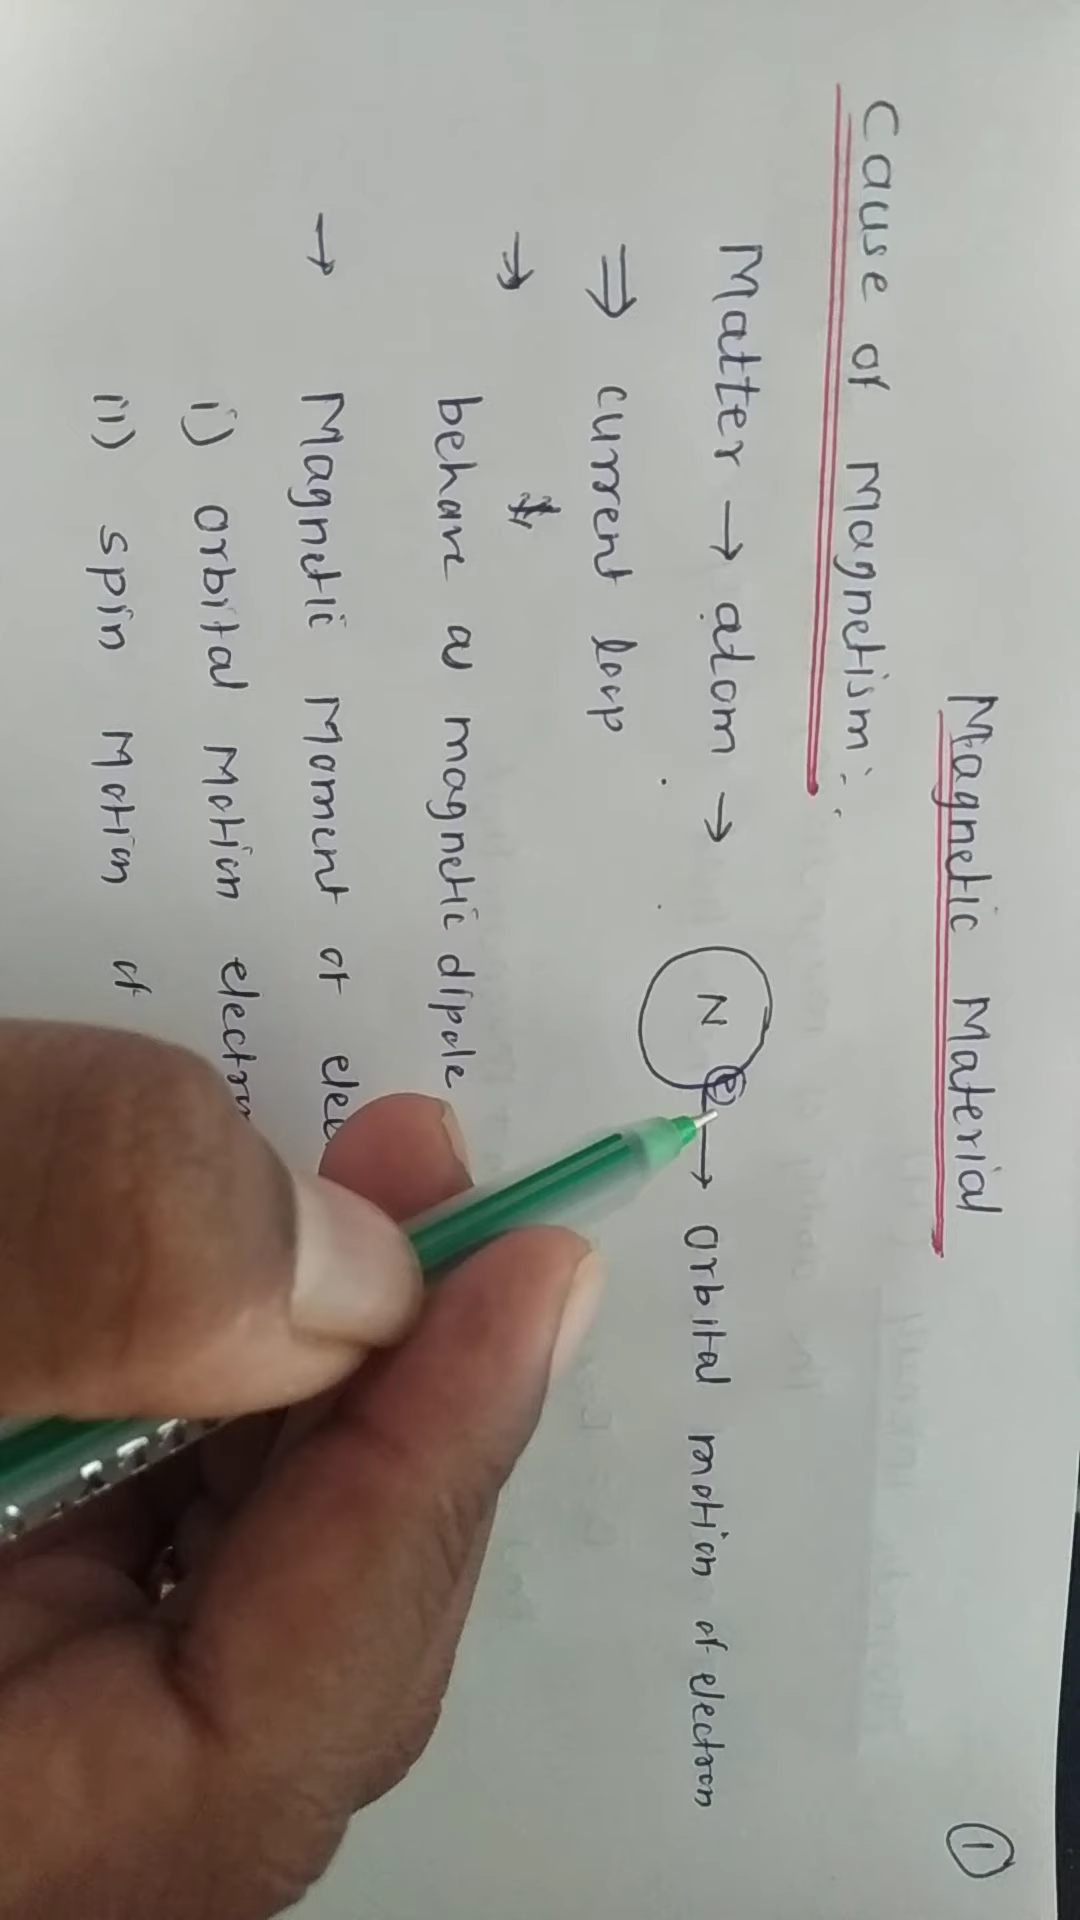 Magnetic Material
①
Cause of Magnetism:
Matter → atom → N e → orbital motion of electron
⇒ current loop
→
behave as magnetic dipole
→ Magnetic Moment of
i) orbital Motion
ii) spin Motion of